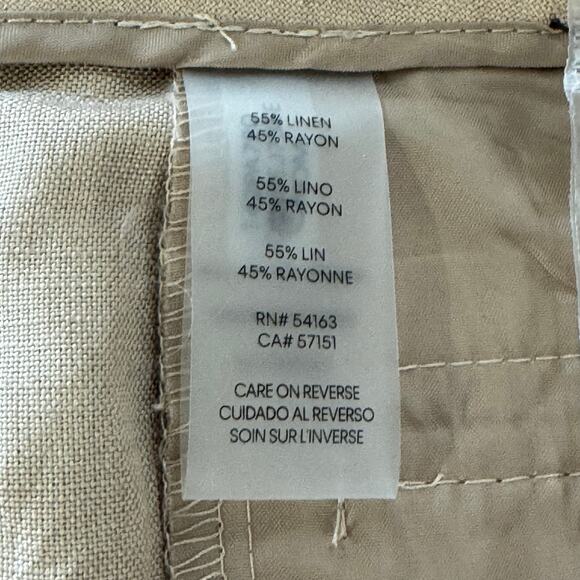 55% LINEN
45% RAYON
55% LINO
45% RAYON
55% LIN
45% RAYONNE
RN# 54163
CA# 57151
CARE ON REVERSE
CUIDADO AL REVERSO
SOIN SUR L'INVERSE